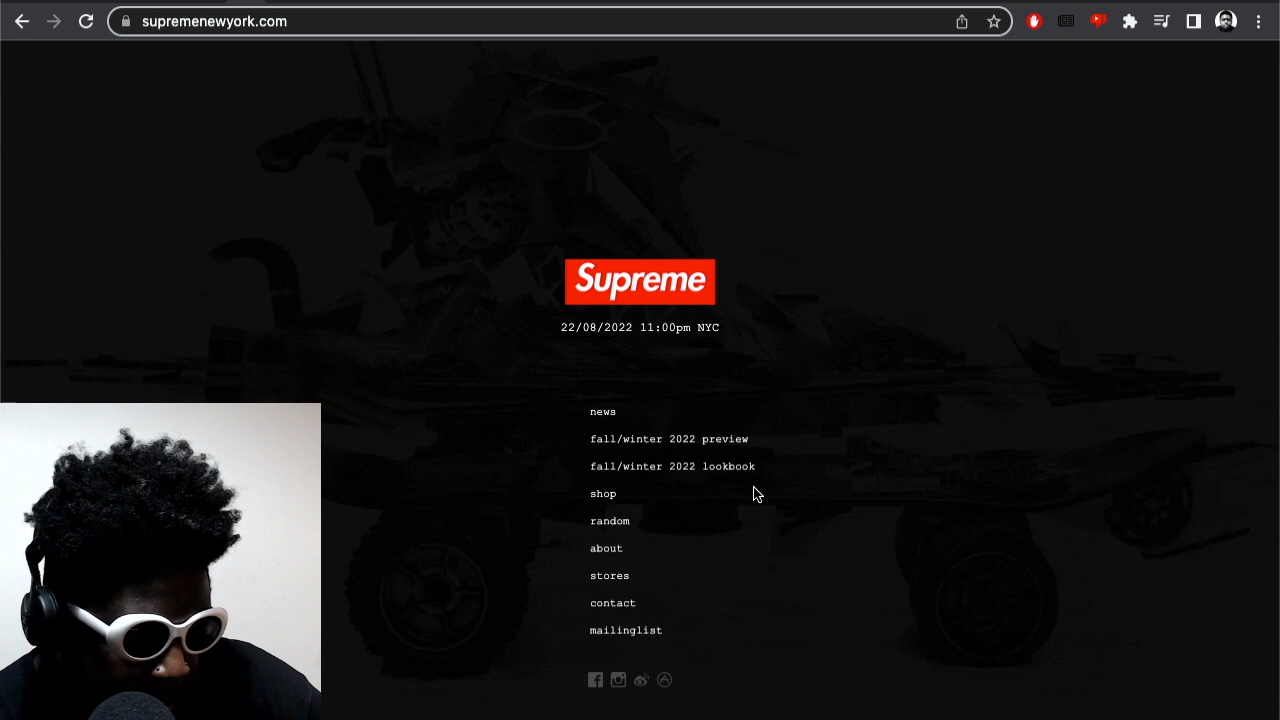 supremenewyork.com
Supreme
22/08/2022 11:00pm NYC
news
fall/winter 2022 preview
fall/winter 2022 lookbook
shop
random
about
stores
contact
mailinglist